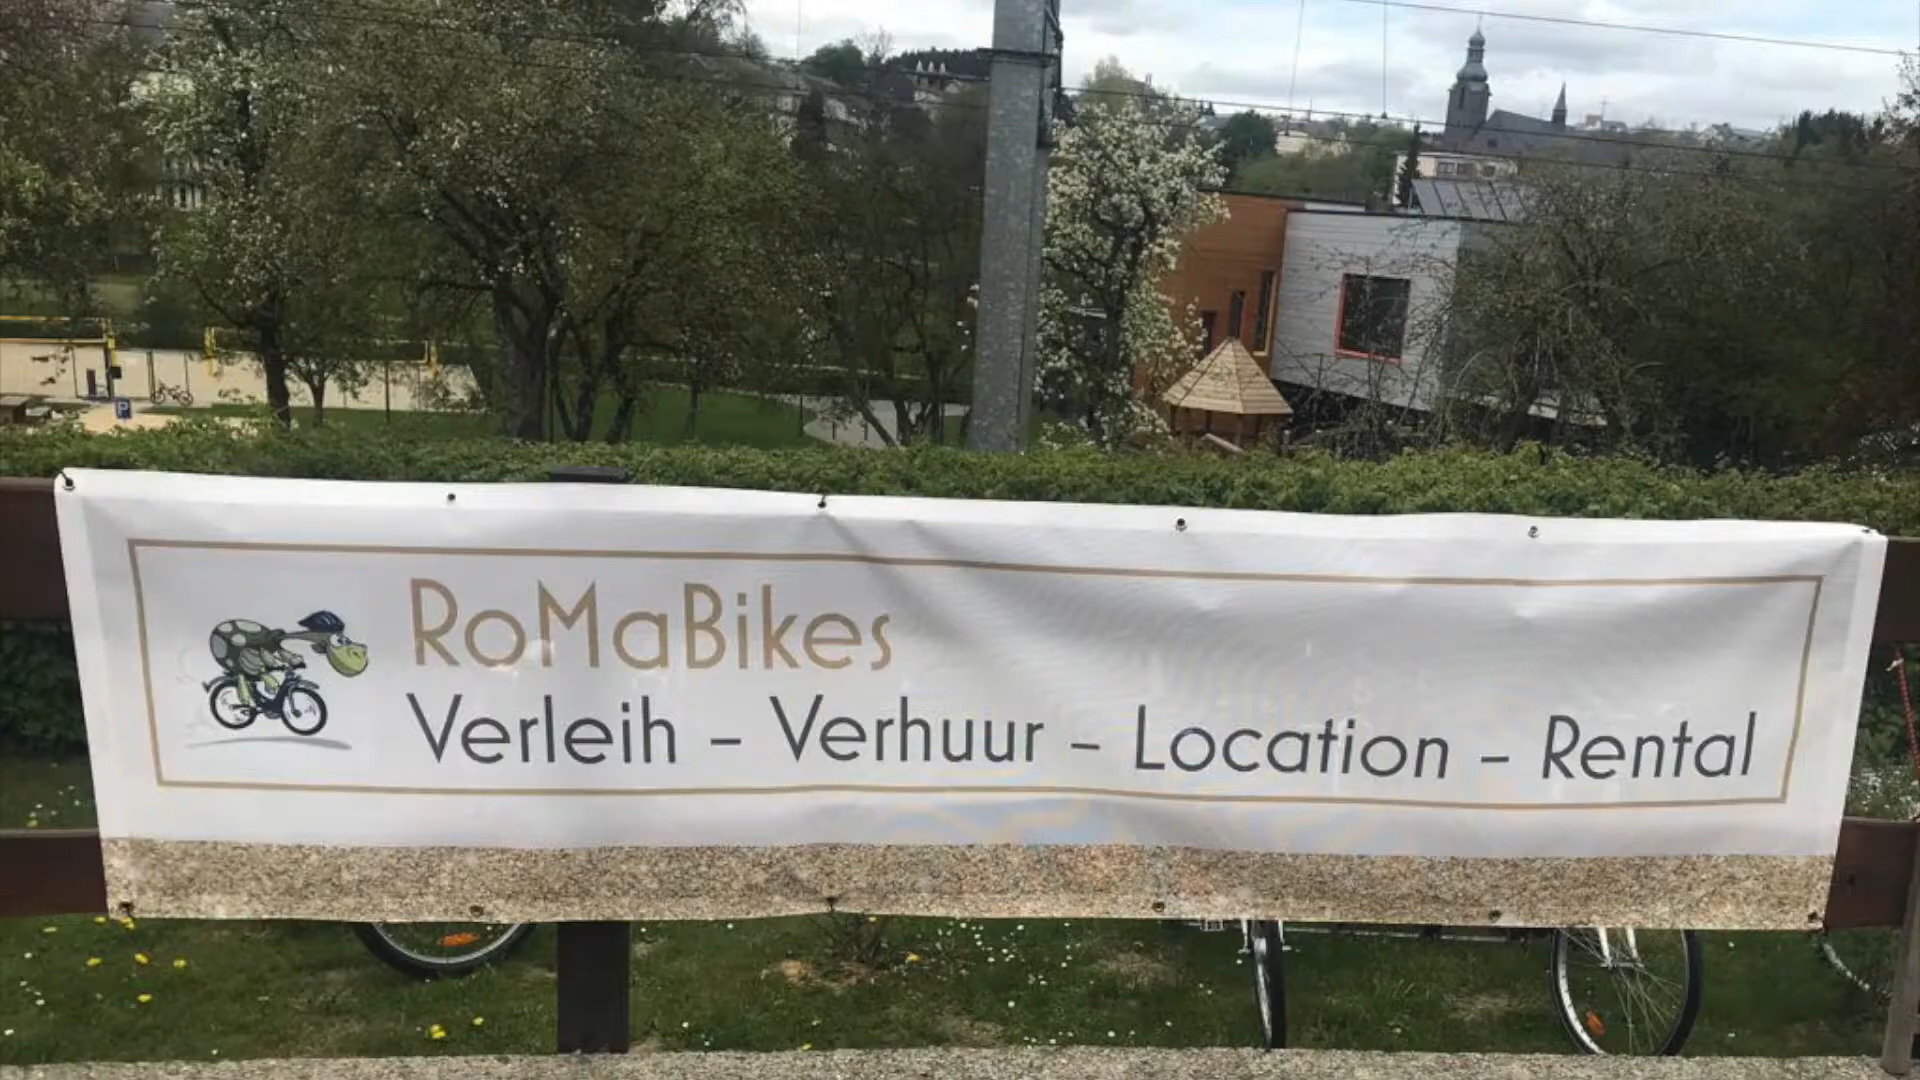 RoMaBikes
Verleih – Verhuur – Location – Rental
P